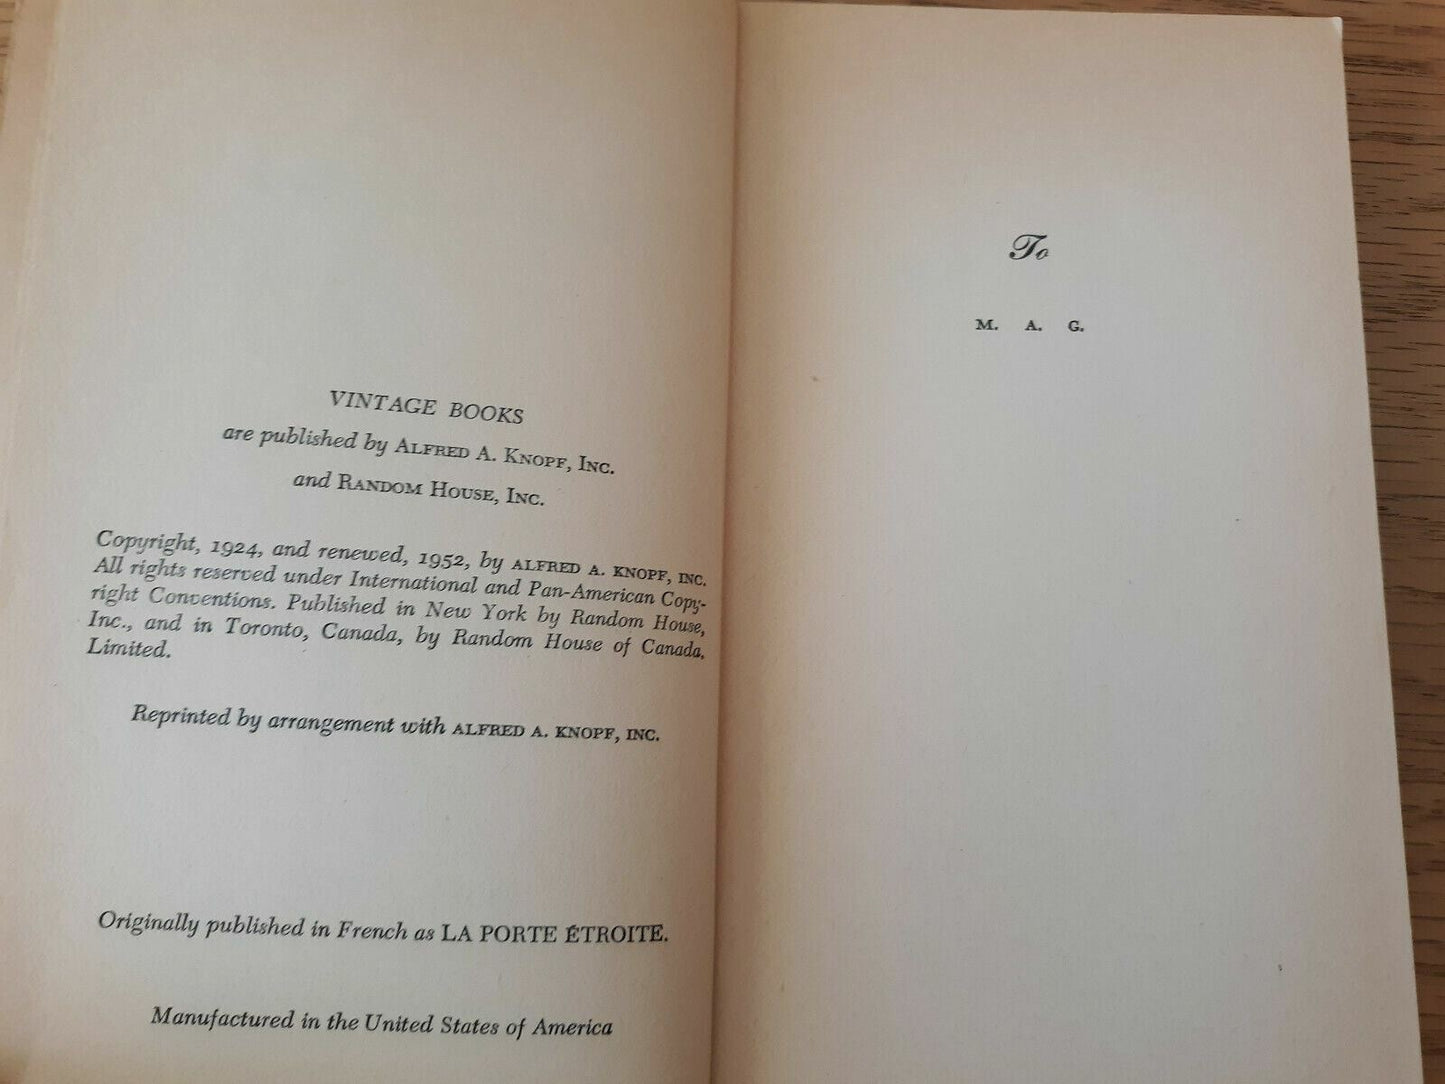 VINTAGE BOOKS
are published by ALFRED A. KNOPF, INC.
and RANDOM HOUSE, INC.
Copyright, 1924, and renewed, 1952, by ALFRED A. KNOPF, INC.
All rights reserved under International and Pan-American Copy-
right Conventions. Published in New York by Random House,
Inc., and in Toronto, Canada, by Random House of Canada,
Limited.
Reprinted by arrangement with ALFRED A. KNOPF, INC.
Originally published in French as LA PORTE ÉTROITE.
Manufactured in the United States of America
To
M. A. G.